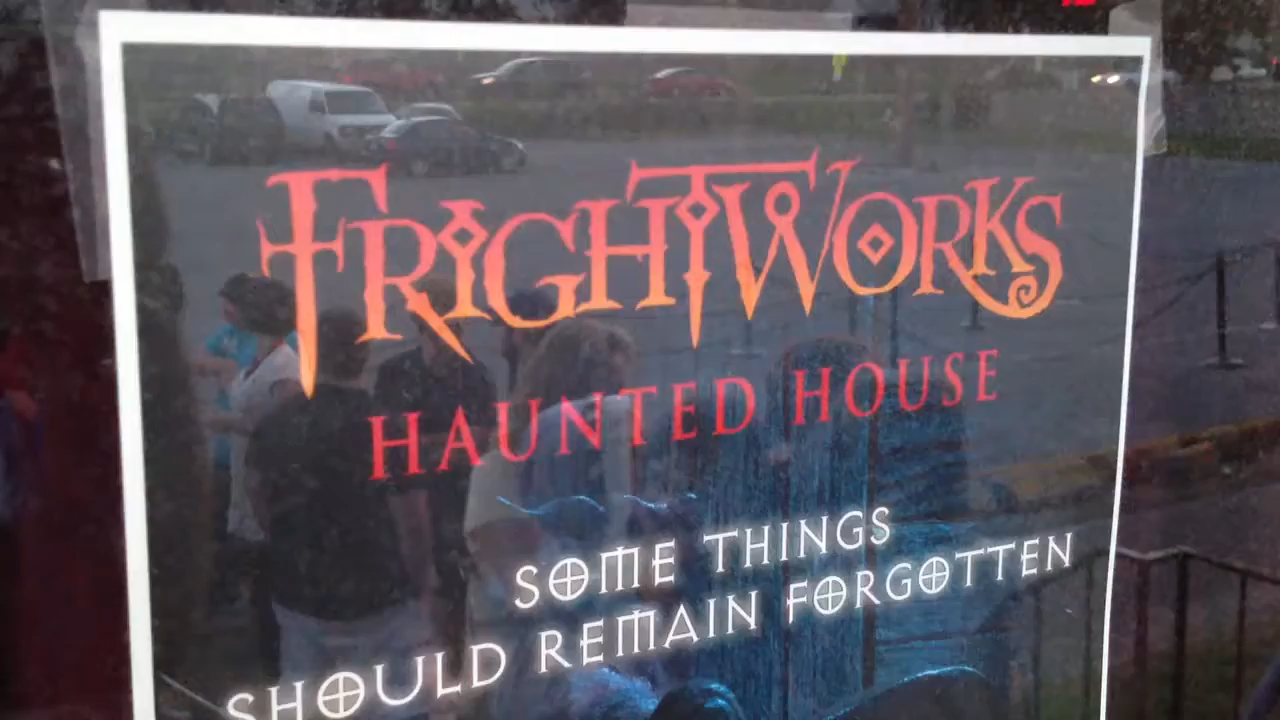 FRIGHTWORKS
HAUNTED HOUSE
SOME THINGS
SHOULD REMAIN FORGOTTEN